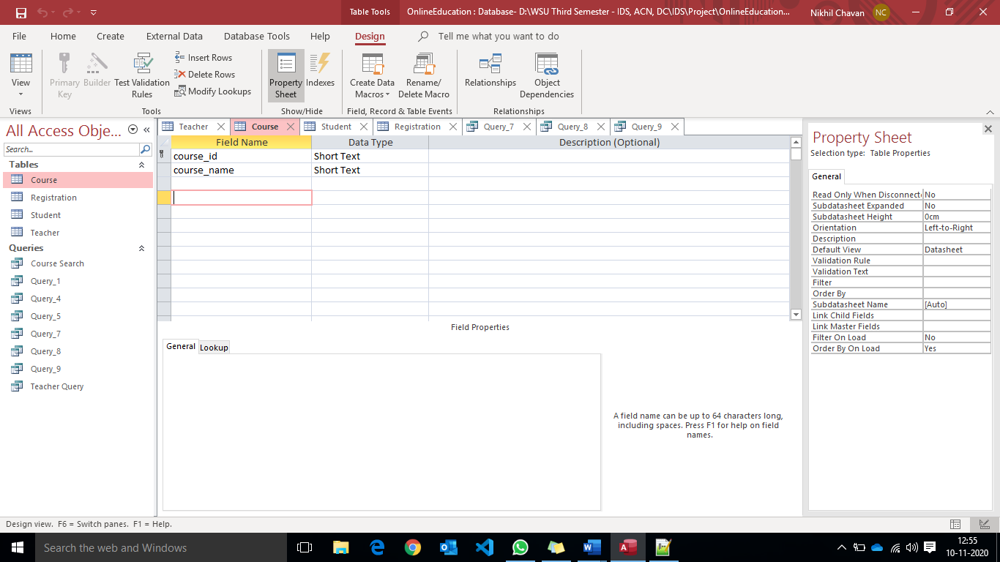 Table Tools
OnlineEducation : Database- D:\WSU Third Semester - IDS, ACN, DC\IDS\Project\OnlineEducation...
Nikhil Chavan
NC
File Home Create External Data Database Tools Help Design Tell me what you want to do
View
Primary Key
Builder
Test Validation Rules
Insert Rows
Delete Rows
Modify Lookups
Property Sheet
Indexes
Create Data Macros
Rename/ Delete Macro
Relationships
Object Dependencies
Views Tools Show/Hide Field, Record & Table Events Relationships
All Access Obje...
Search...
Tables
Course
Registration
Student
Teacher
Queries
Course Search
Query_1
Query_4
Query_5
Query_7
Query_8
Query_9
Teacher Query
Teacher Course Student Registration Query_7 Query_8 Query_9
Field Name Data Type Description (Optional)
course_id Short Text
course_name Short Text
Field Properties
General Lookup
A field name can be up to 64 characters long,
including spaces. Press F1 for help on field
names.
Property Sheet
Selection type: Table Properties
General
Read Only When Disconnect No
Subdatasheet Expanded No
Subdatasheet Height 0cm
Orientation Left-to-Right
Description
Default View Datasheet
Validation Rule
Validation Text
Filter
Order By
Subdatasheet Name [Auto]
Link Child Fields
Link Master Fields
Filter On Load No
Order By On Load Yes
Design view. F6 = Switch panes. F1 = Help.
Search the web and Windows
12:55
10-11-2020